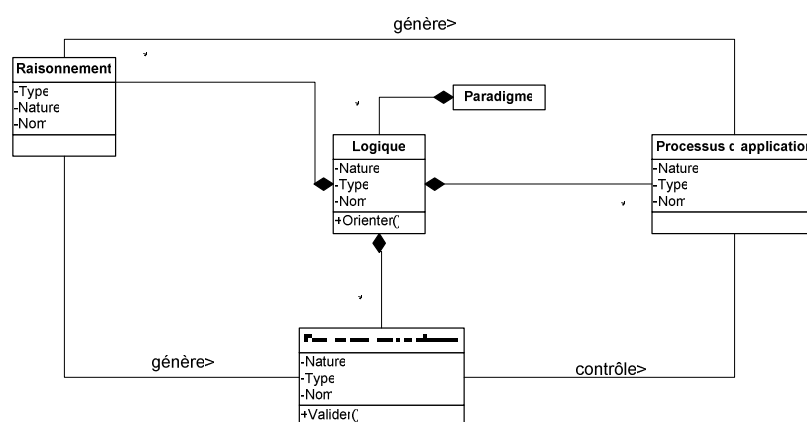 génère>
Raisonnement
-Type
-Nature
-Nom
Paradigme
Logique
-Nature
-Type
-Nom
+Orienter()
Processus d application
-Nature
-Type
-Nom
génère>
contrôle>
-Nature
-Type
-Nom
+Valider()